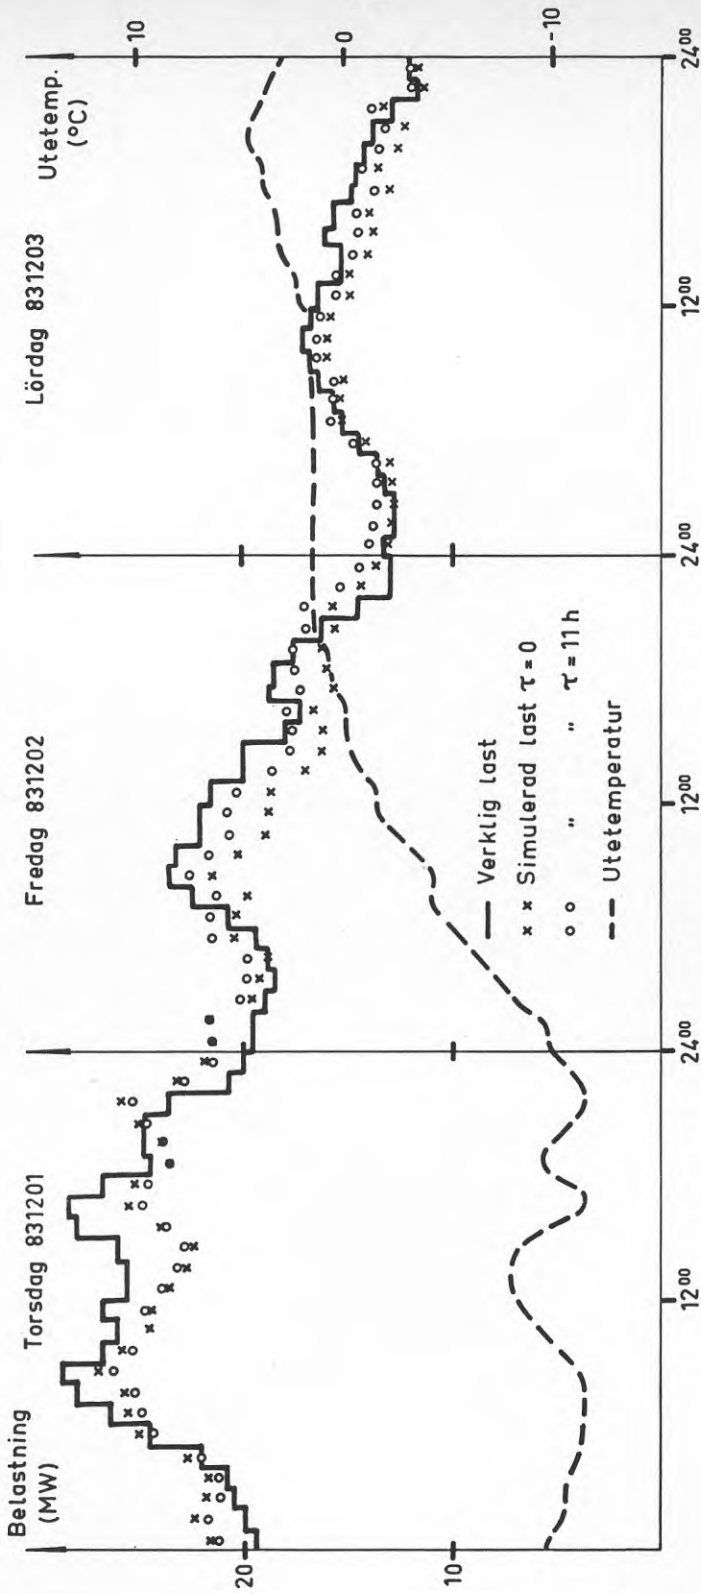 Belastning
(MW)
Torsdag 831201
Fredag 831202
Lördag 831203
Utetemp.
(°C)
20
10
10
0
-10
Verklig last
x x Simulerad last τ = 0
o o " " τ = 11 h
Utetemperatur
12⁰⁰
24⁰⁰
12⁰⁰
24⁰⁰
12⁰⁰
24⁰⁰